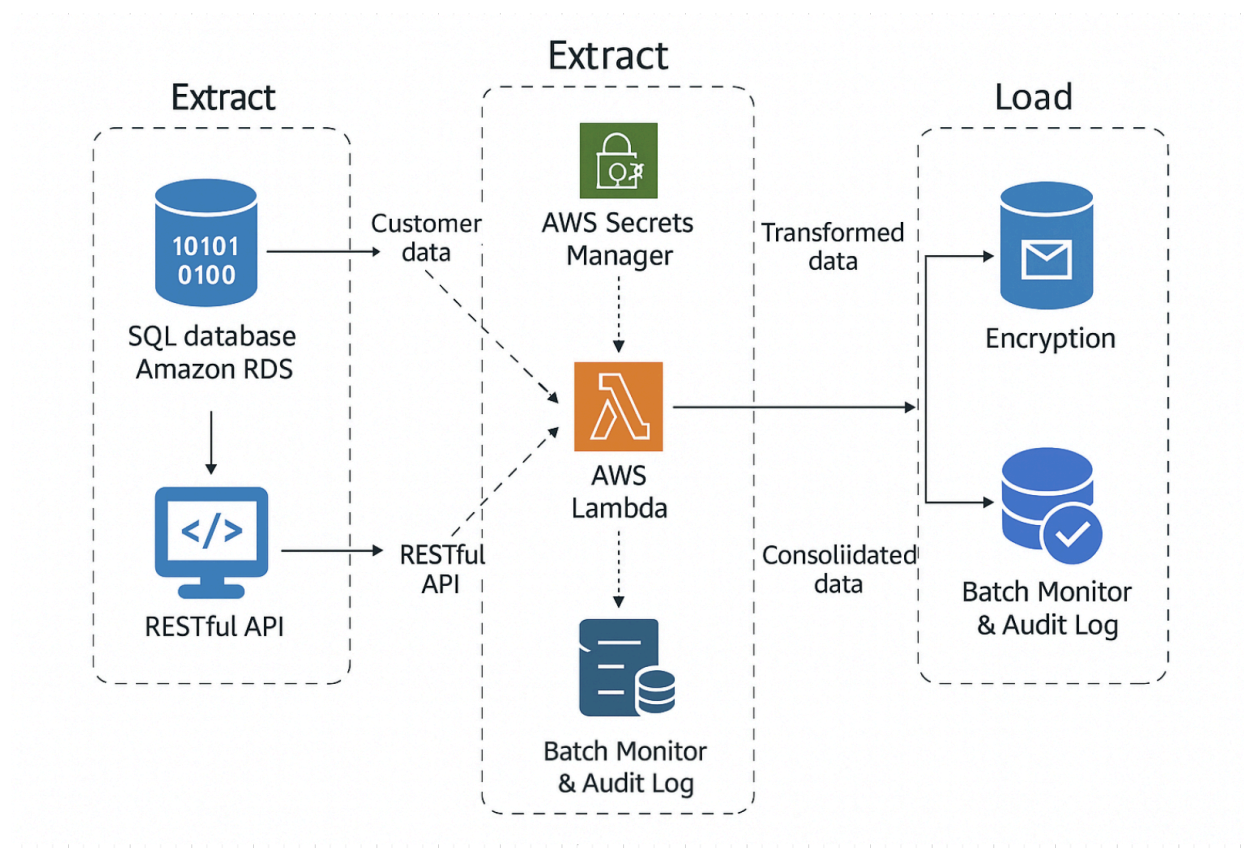 Extract
10101
0100
SQL database
Amazon RDS
</>
RESTful API
Customer
data
RESTful
API
Extract
AWS Secrets
Manager
AWS
Lambda
Batch Monitor
& Audit Log
Transformed
data
Consoliidated
data
Load
Encryption
Batch Monitor
& Audit Log